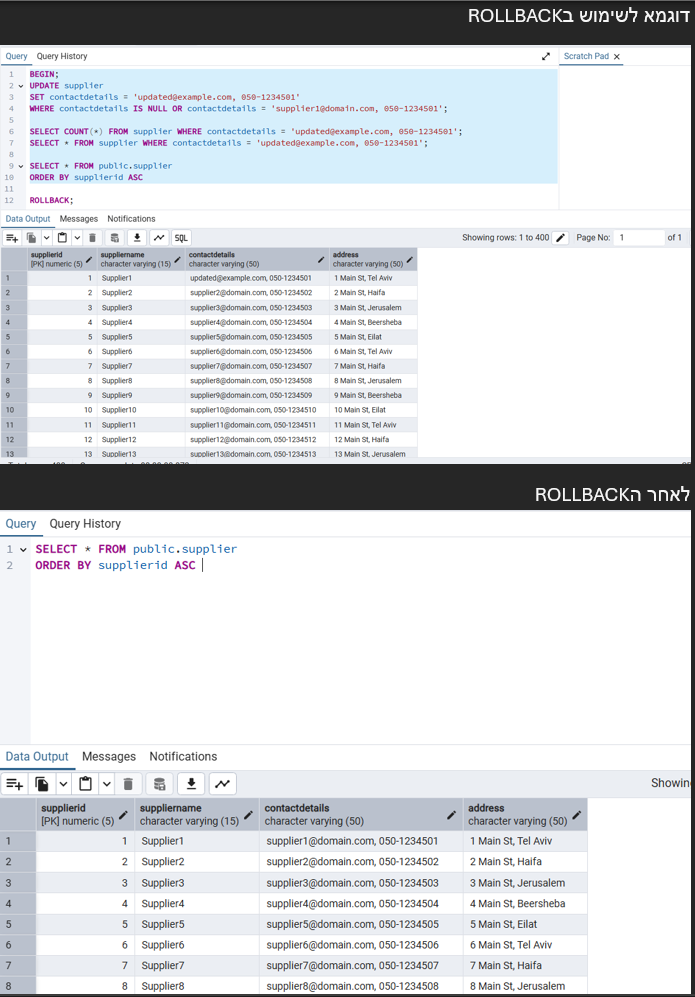 דוגמא לשימוש בROLLBACK
Query Query History Scratch Pad
1 BEGIN;
2 UPDATE supplier
3 SET contactdetails = 'updated@example.com, 050-1234501'
4 WHERE contactdetails IS NULL OR contactdetails = 'supplier1@domain.com, 050-1234501';
5
6 SELECT COUNT(*) FROM supplier WHERE contactdetails = 'updated@example.com, 050-1234501';
7 SELECT * FROM supplier WHERE contactdetails = 'updated@example.com, 050-1234501';
8
9 SELECT * FROM public.supplier
10 ORDER BY supplierid ASC
11
12 ROLLBACK;
Data Output Messages Notifications
SQL Showing rows: 1 to 400 Page No: 1 of 1
supplierid suppliername contactdetails address
[PK] numeric (5) character varying (15) character varying (50) character varying (50)
1 1 Supplier1 updated@example.com, 050-1234501 1 Main St, Tel Aviv
2 2 Supplier2 supplier2@domain.com, 050-1234502 2 Main St, Haifa
3 3 Supplier3 supplier3@domain.com, 050-1234503 3 Main St, Jerusalem
4 4 Supplier4 supplier4@domain.com, 050-1234504 4 Main St, Beersheba
5 5 Supplier5 supplier5@domain.com, 050-1234505 5 Main St, Eilat
6 6 Supplier6 supplier6@domain.com, 050-1234506 6 Main St, Tel Aviv
7 7 Supplier7 supplier7@domain.com, 050-1234507 7 Main St, Haifa
8 8 Supplier8 supplier8@domain.com, 050-1234508 8 Main St, Jerusalem
9 9 Supplier9 supplier9@domain.com, 050-1234509 9 Main St, Beersheba
10 10 Supplier10 supplier10@domain.com, 050-1234510 10 Main St, Eilat
11 11 Supplier11 supplier11@domain.com, 050-1234511 11 Main St, Tel Aviv
12 12 Supplier12 supplier12@domain.com, 050-1234512 12 Main St, Haifa
13 13 Supplier13 supplier13@domain.com, 050-1234513 13 Main St, Jerusalem
לאחר הROLLBACK
Query Query History
1 SELECT * FROM public.supplier
2 ORDER BY supplierid ASC
Data Output Messages Notifications
Showin
supplierid suppliername contactdetails address
[PK] numeric (5) character varying (15) character varying (50) character varying (50)
1 1 Supplier1 supplier1@domain.com, 050-1234501 1 Main St, Tel Aviv
2 2 Supplier2 supplier2@domain.com, 050-1234502 2 Main St, Haifa
3 3 Supplier3 supplier3@domain.com, 050-1234503 3 Main St, Jerusalem
4 4 Supplier4 supplier4@domain.com, 050-1234504 4 Main St, Beersheba
5 5 Supplier5 supplier5@domain.com, 050-1234505 5 Main St, Eilat
6 6 Supplier6 supplier6@domain.com, 050-1234506 6 Main St, Tel Aviv
7 7 Supplier7 supplier7@domain.com, 050-1234507 7 Main St, Haifa
8 8 Supplier8 supplier8@domain.com, 050-1234508 8 Main St, Jerusalem